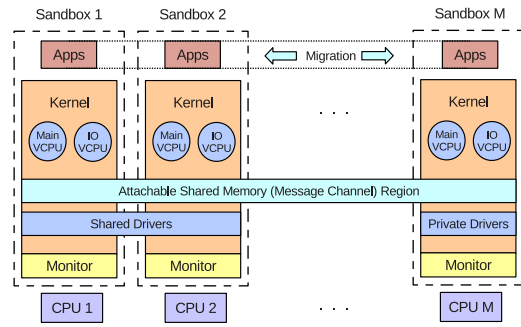 Sandbox 1
Sandbox 2
Sandbox M
Apps
Apps
Migration
Apps
Kernel
Kernel
. . .
Kernel
Main VCPU
IO VCPU
Main VCPU
IO VCPU
Main VCPU
IO VCPU
Attachable Shared Memory (Message Channel) Region
Shared Drivers
Private Drivers
Monitor
Monitor
Monitor
CPU 1
CPU 2
. . .
CPU M